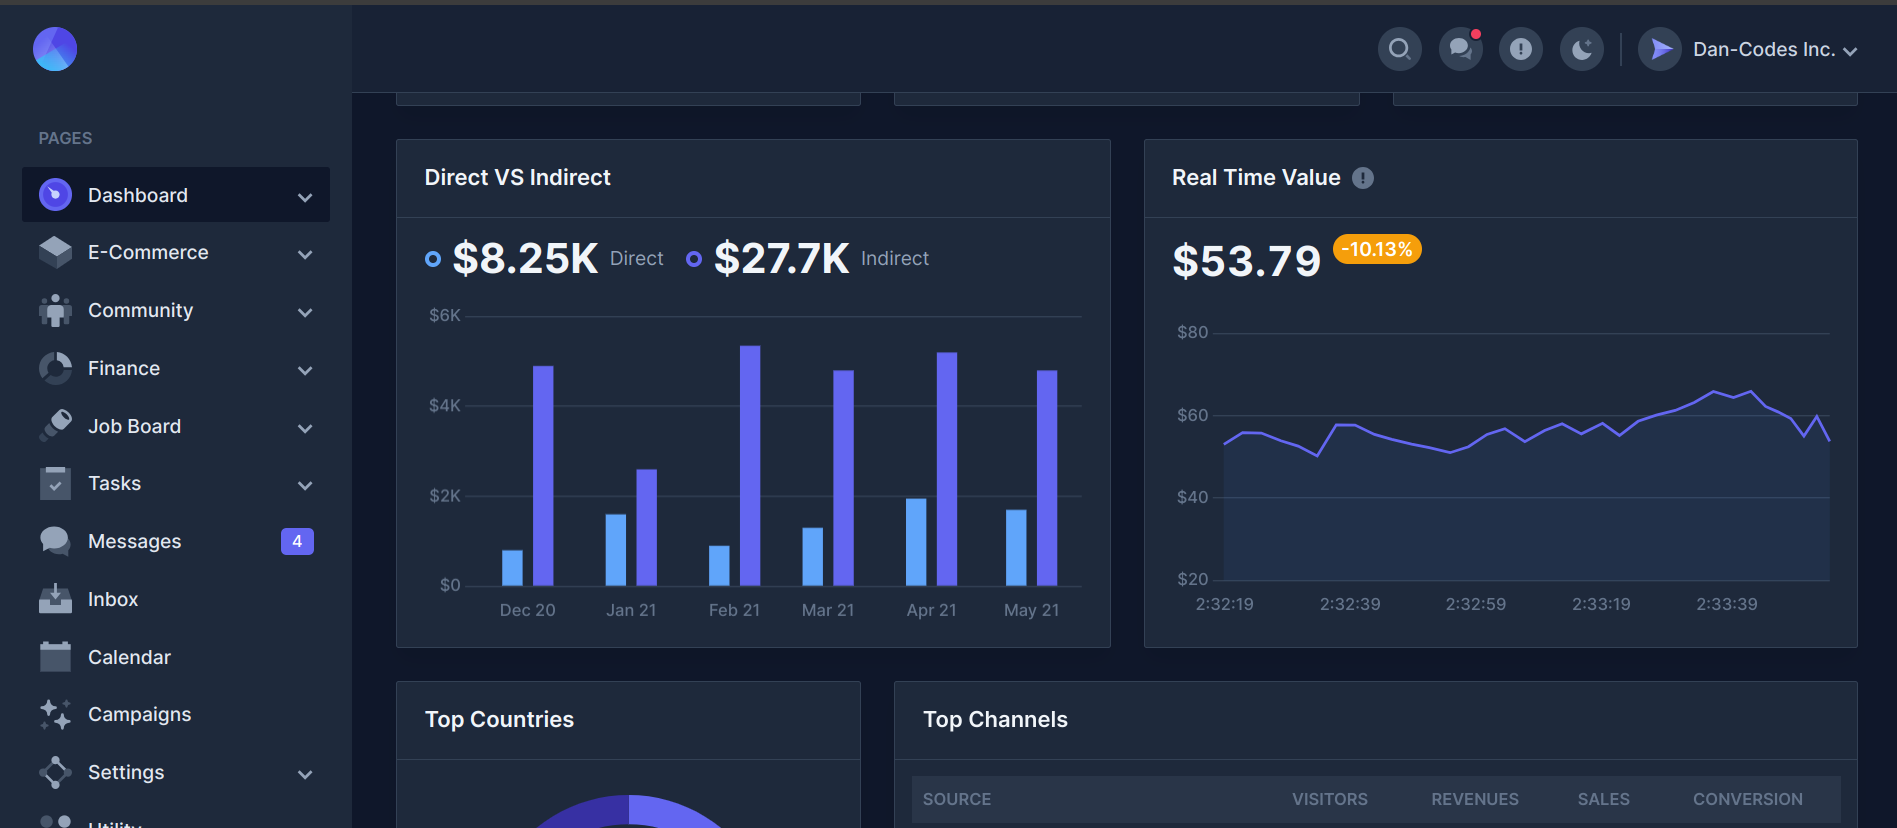 Dan-Codes Inc.
PAGES
Dashboard
E-Commerce
Community
Finance
Job Board
Tasks
Messages 4
Inbox
Calendar
Campaigns
Settings
Utility
Direct VS Indirect
$8.25K Direct $27.7K Indirect
$6K
$4K
$2K
$0
Dec 20 Jan 21 Feb 21 Mar 21 Apr 21 May 21
Real Time Value
$53.79 -10.13%
$80
$60
$40
$20
2:32:19 2:32:39 2:32:59 2:33:19 2:33:39
Top Countries
Top Channels
SOURCE VISITORS REVENUES SALES CONVERSION